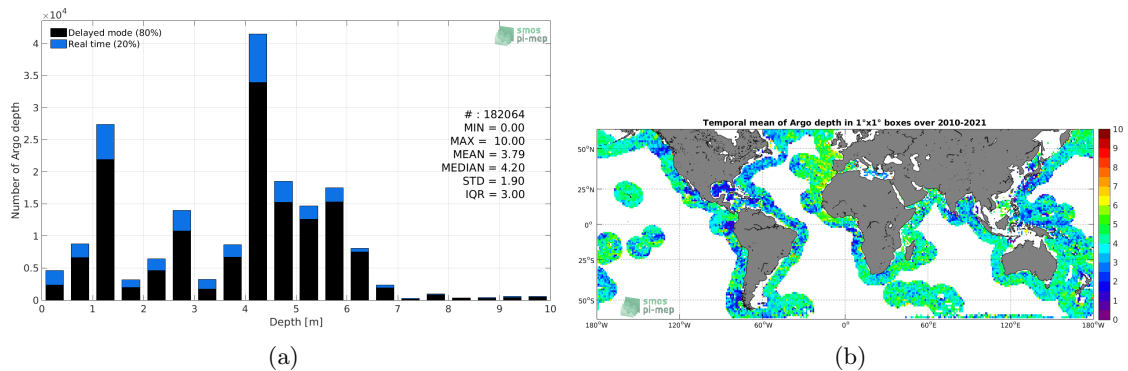 ×10⁴
Delayed mode (80%)
Real time (20%)
smos
pi-mep
4
3.5
3
2.5
2
1.5
1
0.5
0
Number of Argo depth
# : 182064
MIN = 0.00
MAX = 10.00
MEAN = 3.79
MEDIAN = 4.20
STD = 1.90
IQR = 3.00
0 1 2 3 4 5 6 7 8 9 10
Depth [m]
(a)
Temporal mean of Argo depth in 1°x1° boxes over 2010-2021
50°N
25°N
0°
25°S
50°S
smos
pi-mep
180°W 120°W 60°W 0° 60°E 120°E 180°W
10
9
8
7
6
5
4
3
2
1
0
(b)